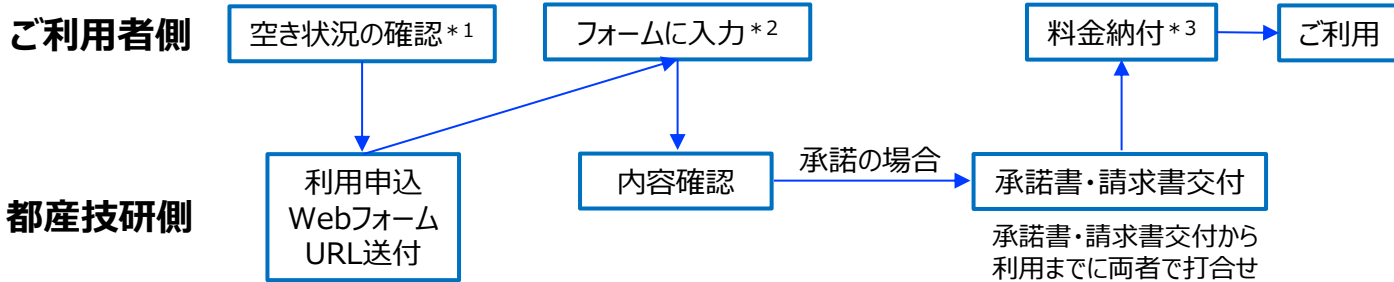 ご利用者側
空き状況の確認*1
フォームに入力*2
料金納付*3
ご利用
都産技研側
利用申込
Webフォーム
URL送付
内容確認
承諾の場合
承諾書・請求書交付
承諾書・請求書交付から
利用までに両者で打合せ